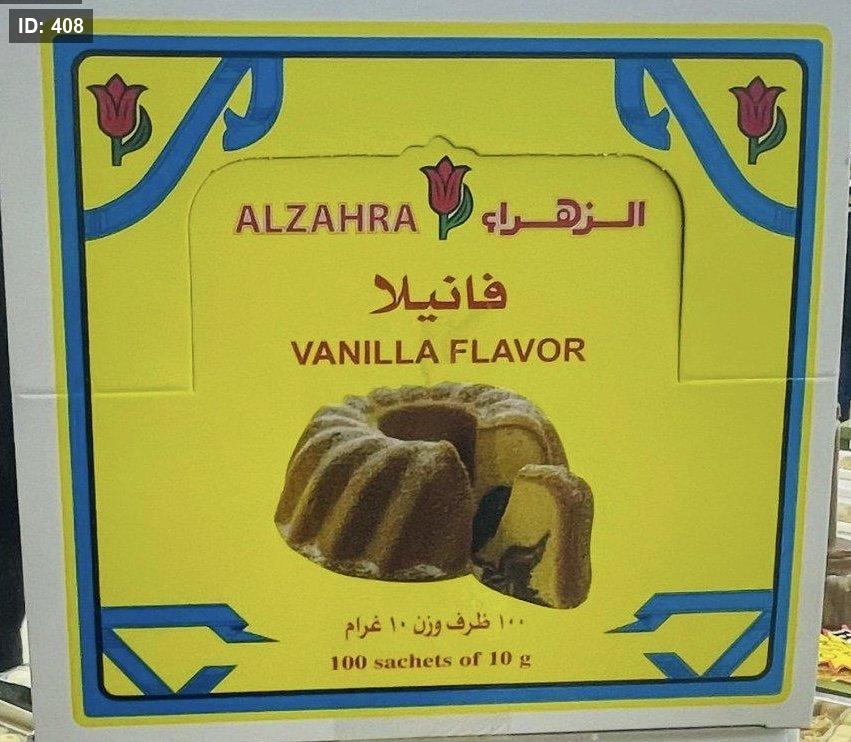 ID: 408
ALZAHRA الزهراء
فانيلا
VANILLA FLAVOR
١٠٠ ظرف وزن ١٠ غرام
100 sachets of 10 g